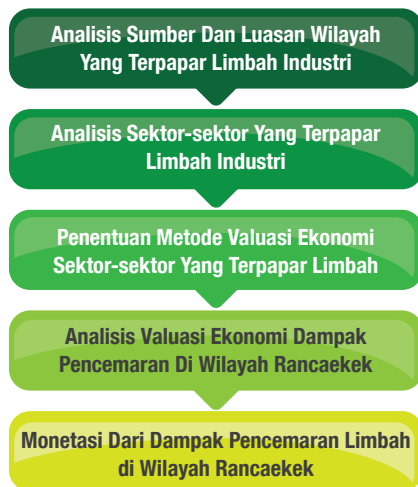 Analisis Sumber Dan Luasan Wilayah
Yang Terpapar Limbah Industri
Analisis Sektor-sektor Yang Terpapar
Limbah Industri
Penentuan Metode Valuasi Ekonomi
Sektor-sektor Yang Terpapar Limbah
Analisis Valuasi Ekonomi Dampak
Pencemaran Di Wilayah Rancaekek
Monetasi Dari Dampak Pencemaran Limbah
di Wilayah Rancaekek